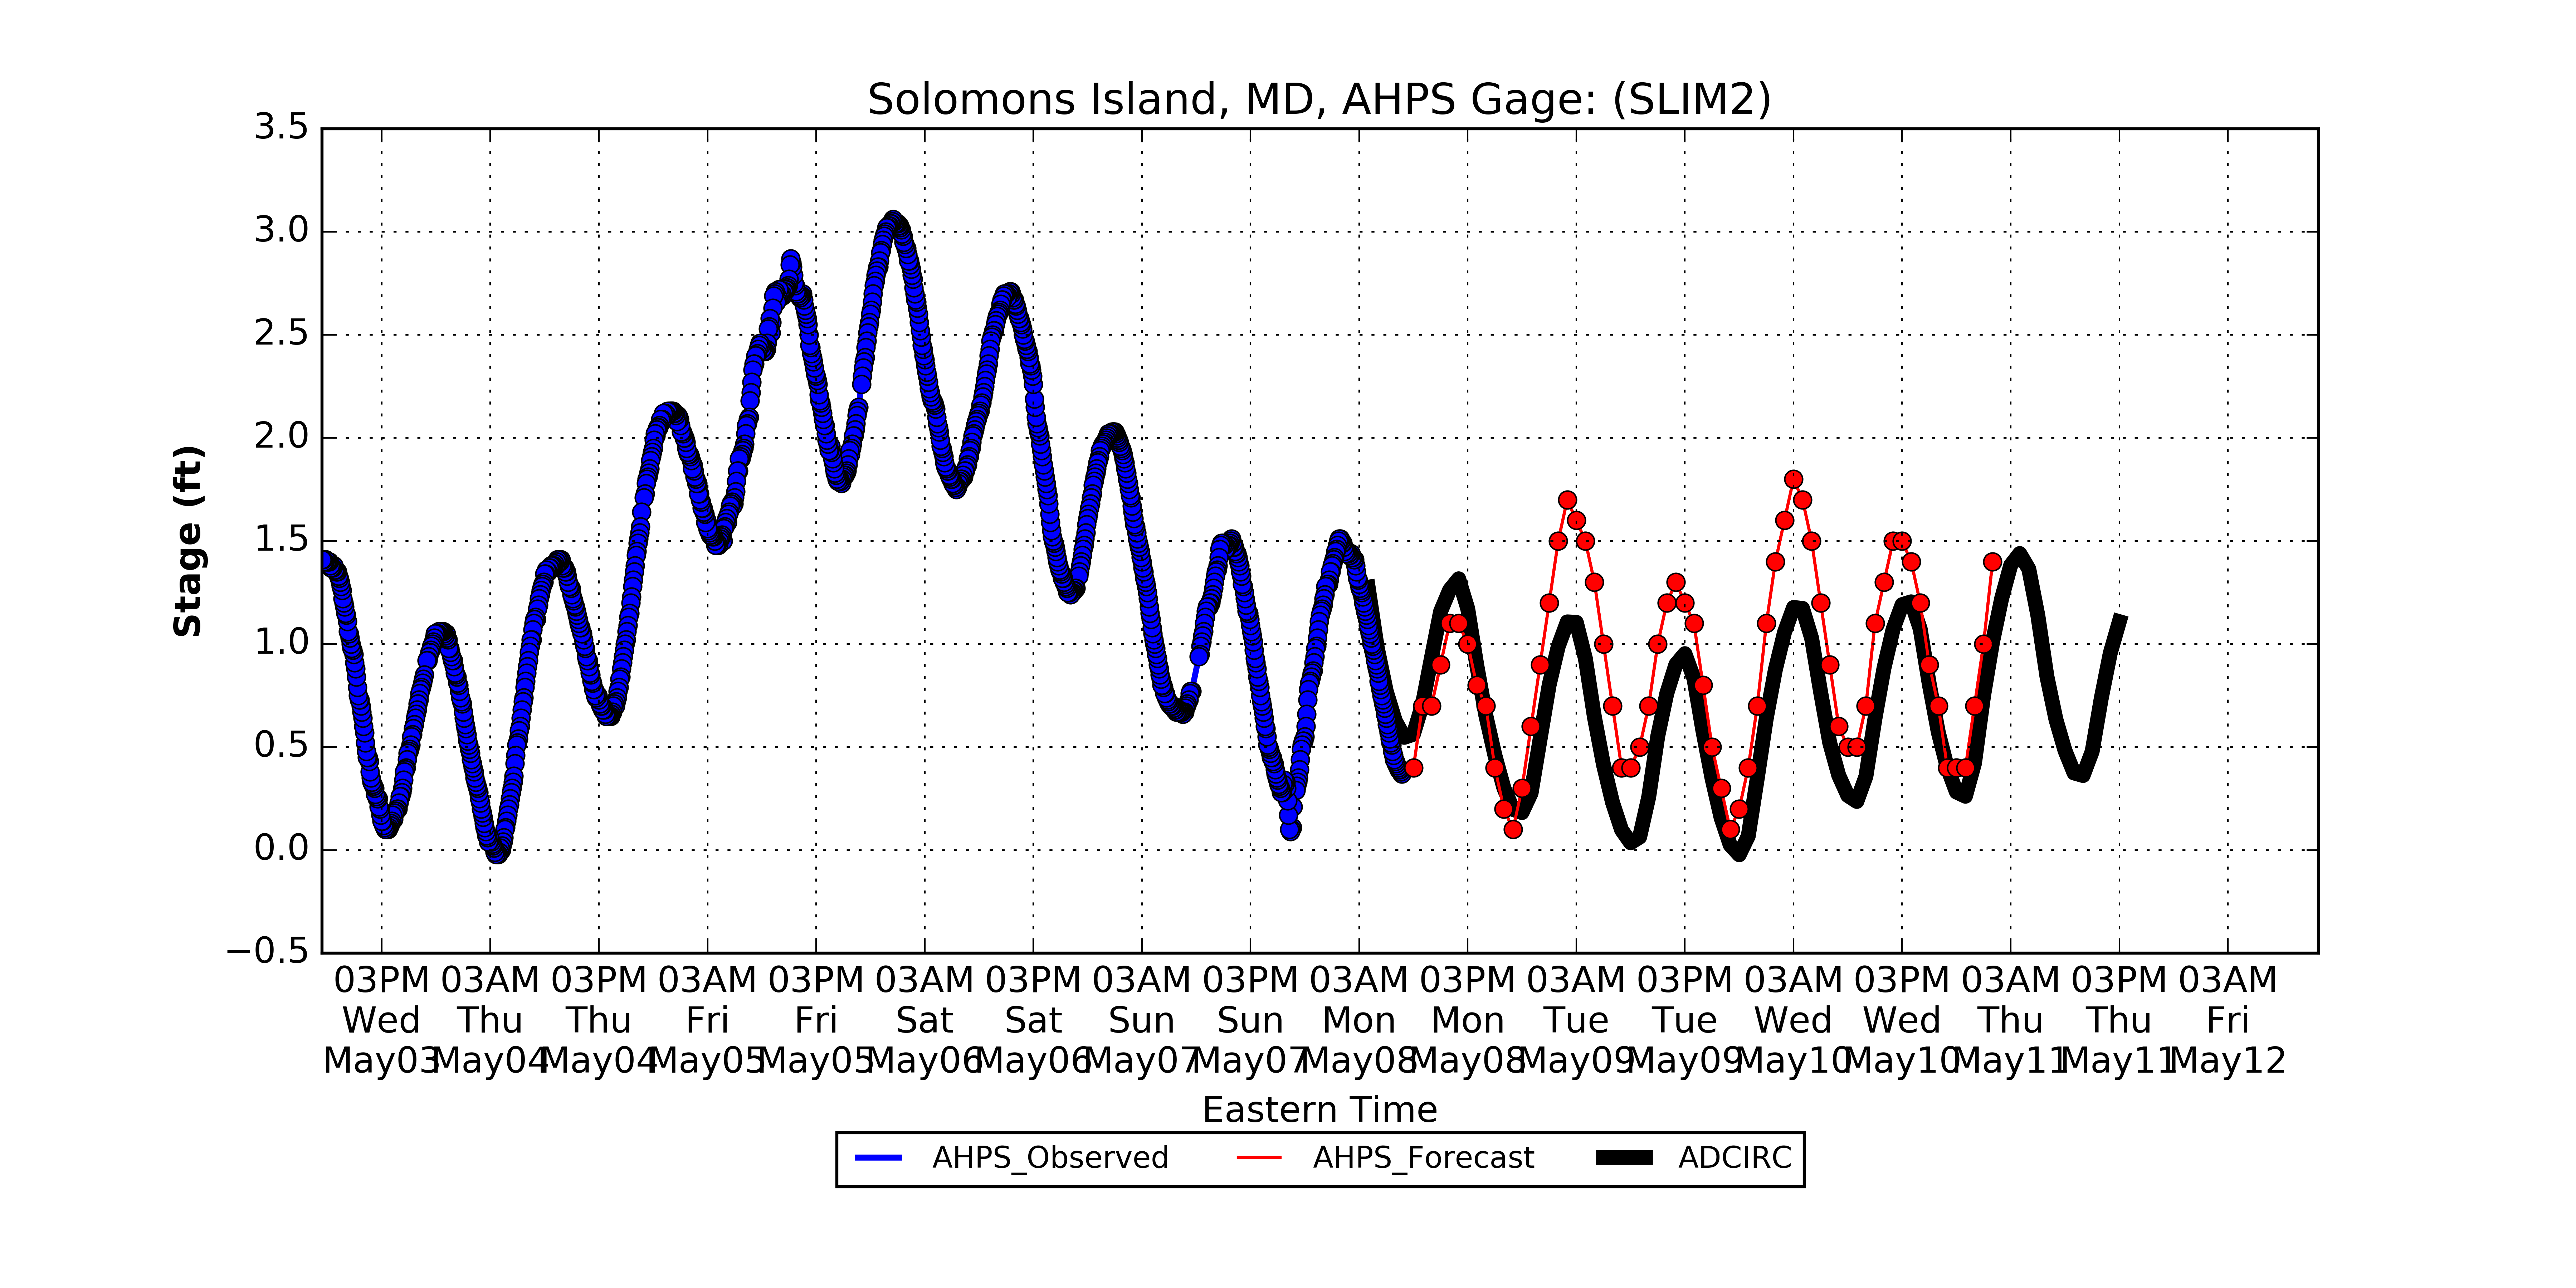 Solomons Island, MD, AHPS Gage: (SLIM2)
3.5
3.0
2.5
2.0
1.5
1.0
0.5
0.0
−0.5
Stage (ft)
03PM 03AM 03PM 03AM 03PM 03AM 03PM 03AM 03PM 03AM 03PM 03AM 03PM 03AM 03PM 03AM 03PM 03AM
Wed Thu Thu Fri Fri Sat Sat Sun Sun Mon Mon Tue Tue Wed Wed Thu Thu Fri
May03 May04 May04 May05 May05 May06 May06 May07 May07 May08 May08 May09 May09 May10 May10 May11 May11 May12
Eastern Time
AHPS_Observed AHPS_Forecast ADCIRC